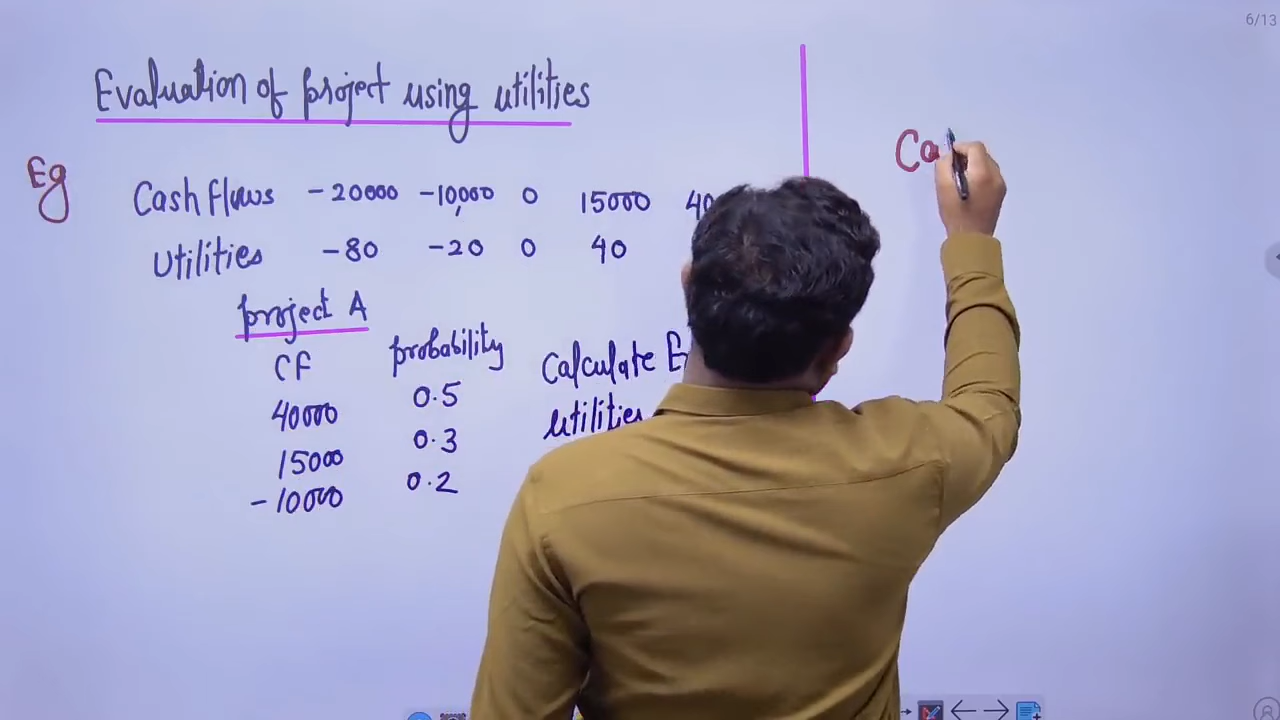 6/13
Evaluation of project using utilities
Eg
Cash flows -20000 -10,000 0 15000
Utilities -80 -20 0 40
project A
CF probability Calculate
40000 0.5 utilities
15000 0.3
-10000 0.2